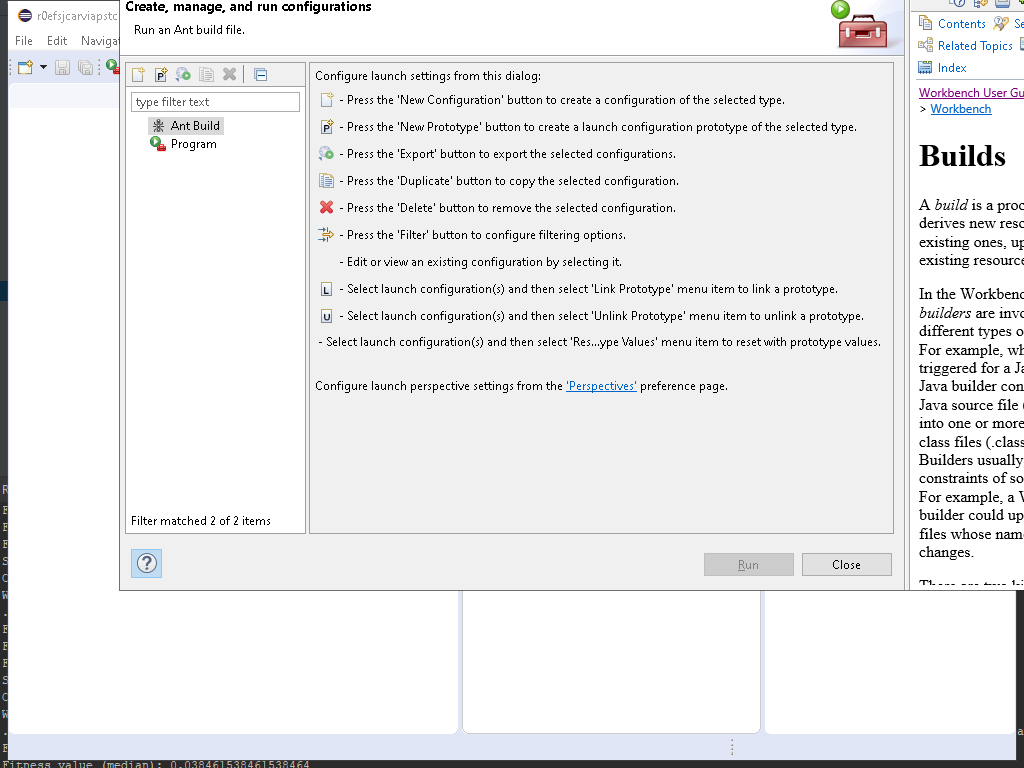 r0efsjcarviapstc
File Edit Naviga
Create, manage, and run configurations
Run an Ant build file.
type filter text
Ant Build
Program
Filter matched 2 of 2 items
Configure launch settings from this dialog:
- Press the 'New Configuration' button to create a configuration of the selected type.
- Press the 'New Prototype' button to create a launch configuration prototype of the selected type.
- Press the 'Export' button to export the selected configurations.
- Press the 'Duplicate' button to copy the selected configuration.
- Press the 'Delete' button to remove the selected configuration.
- Press the 'Filter' button to configure filtering options.
- Edit or view an existing configuration by selecting it.
L - Select launch configuration(s) and then select 'Link Prototype' menu item to link a prototype.
U - Select launch configuration(s) and then select 'Unlink Prototype' menu item to unlink a prototype.
- Select launch configuration(s) and then select 'Res...ype Values' menu item to reset with prototype values.
Configure launch perspective settings from the 'Perspectives' preference page.
Run Close
Contents Se
Related Topics
Index
Workbench User Gu
> Workbench
Builds
A build is a proc
derives new reso
existing ones, up
existing resource
In the Workbenc
builders are invo
different types o
For example, wh
triggered for a Ja
Java builder con
Java source file (
into one or more
class files (.class
Builders usually
constraints of so
For example, a W
builder could up
files whose nam
changes.
Fitness value (median): 0.038461538461538464